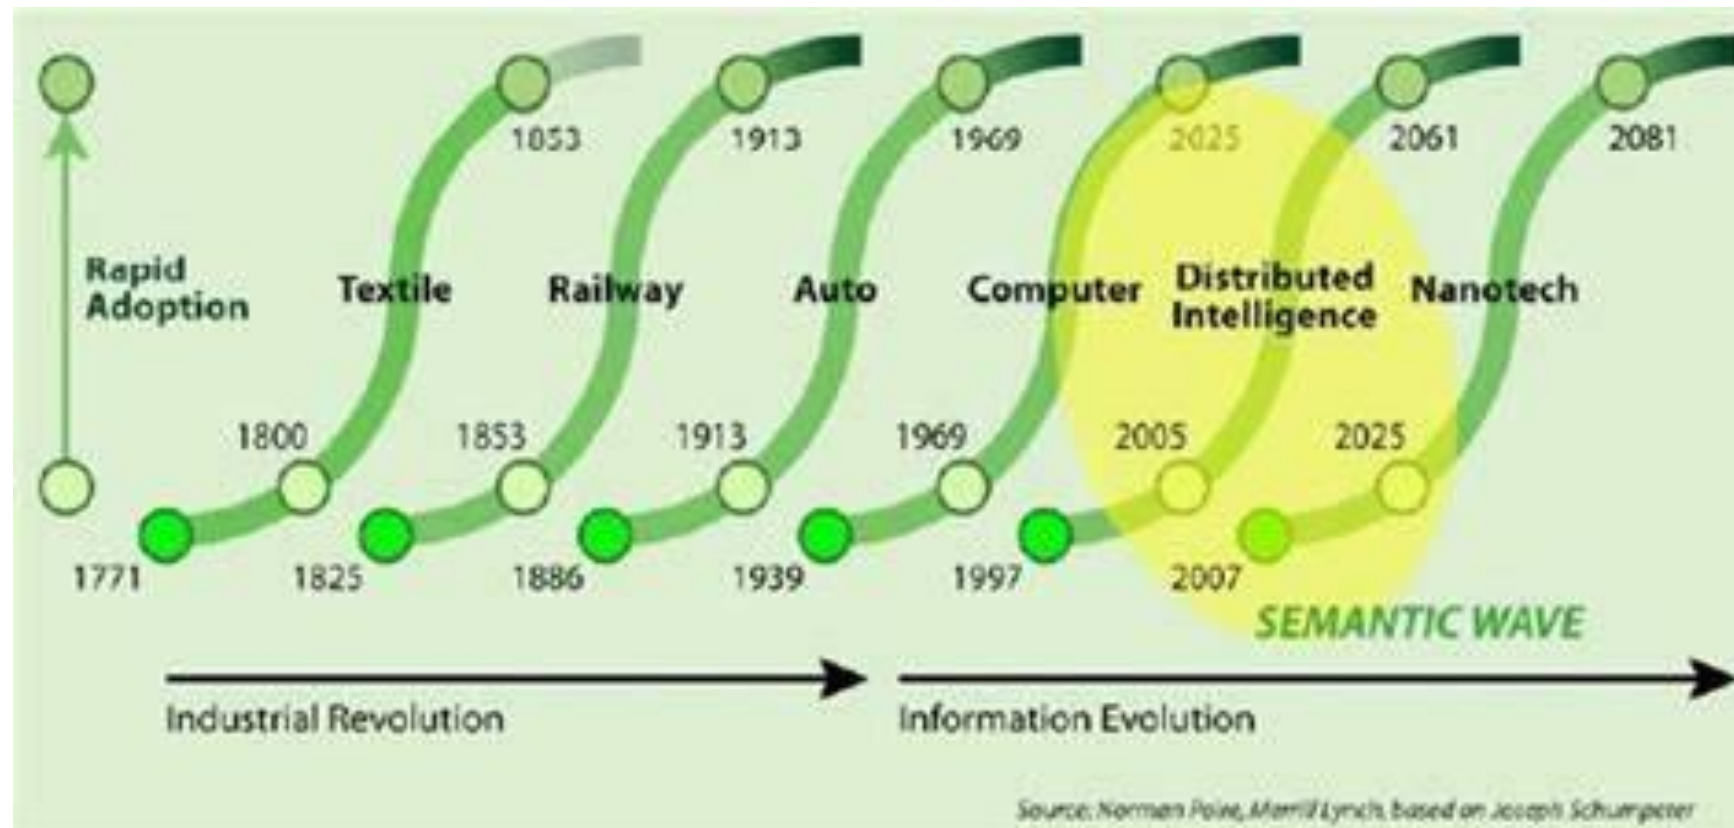 1853 1913 1969 2025 2061 2081
Rapid
Adoption
Textile Railway Auto Computer Distributed
Intelligence Nanotech
1800 1853 1913 1969 2005 2025
1771 1825 1886 1939 1997 2007
SEMANTIC WAVE
Industrial Revolution Information Evolution
Source: Norman Merrill Lynch, based on Joseph Schumpeter